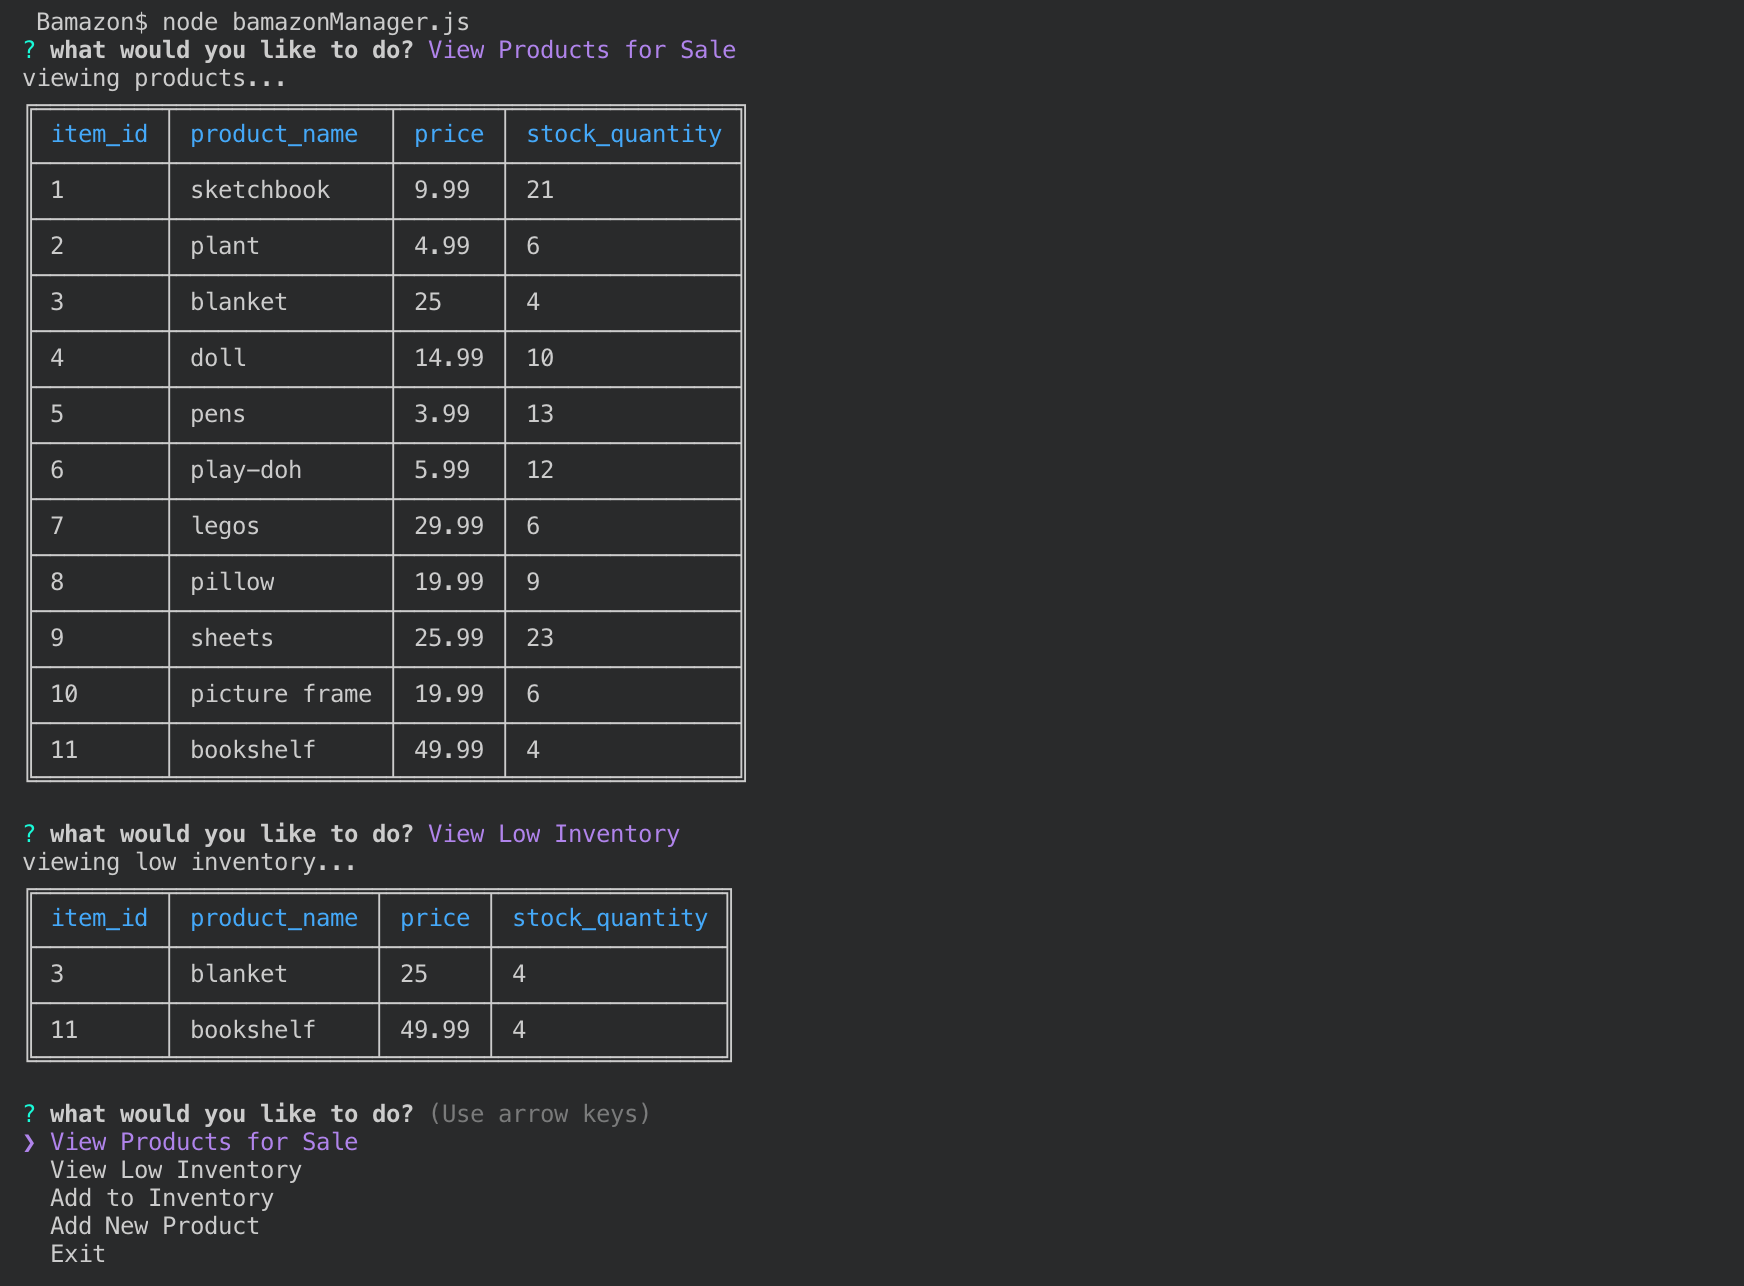 Bamazon$ node bamazonManager.js
? what would you like to do? View Products for Sale
viewing products...
item_id product_name price stock_quantity
1 sketchbook 9.99 21
2 plant 4.99 6
3 blanket 25 4
4 doll 14.99 10
5 pens 3.99 13
6 play-doh 5.99 12
7 legos 29.99 6
8 pillow 19.99 9
9 sheets 25.99 23
10 picture frame 19.99 6
11 bookshelf 49.99 4
? what would you like to do? View Low Inventory
viewing low inventory...
item_id product_name price stock_quantity
3 blanket 25 4
11 bookshelf 49.99 4
? what would you like to do? (Use arrow keys)
❯ View Products for Sale
View Low Inventory
Add to Inventory
Add New Product
Exit